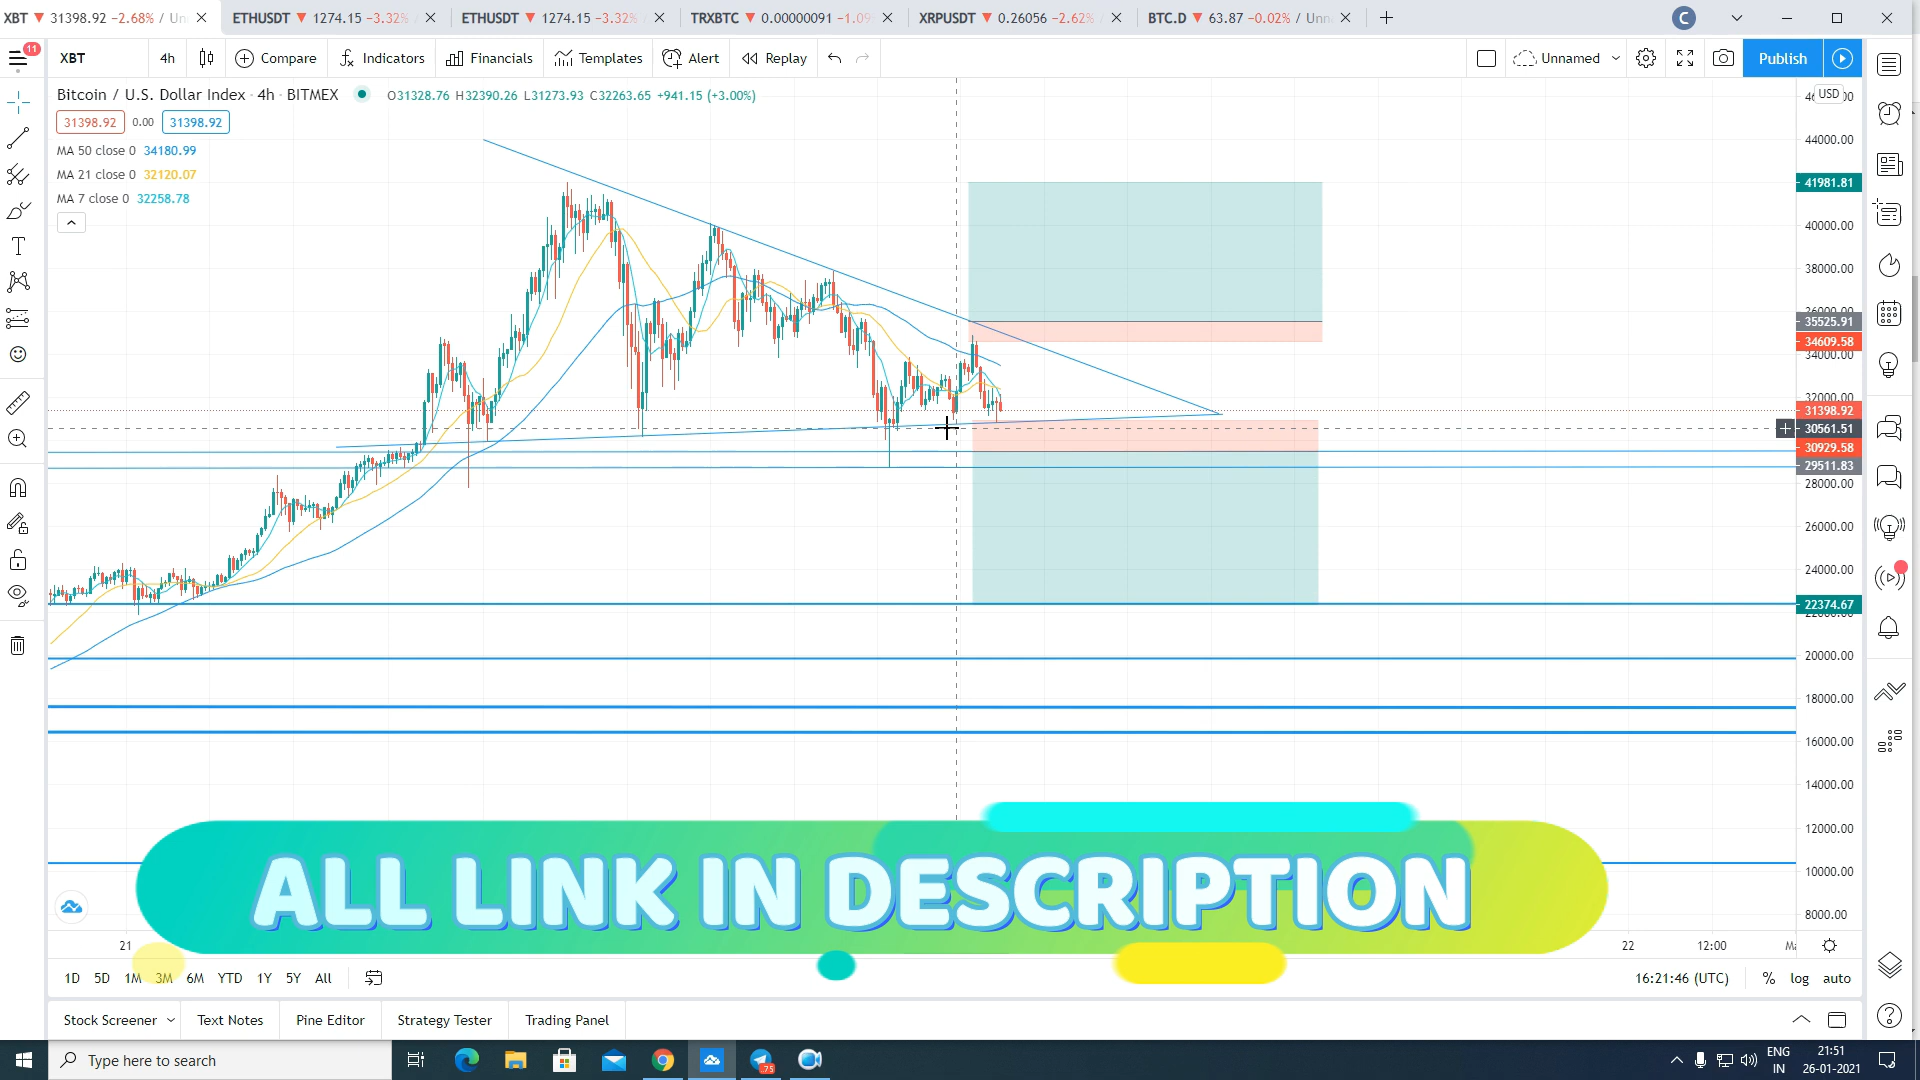 XBT ▼ 31398.92 −2.68% / Un
ETHUSDT ▼ 1274.15 −3.32%
ETHUSDT ▼ 1274.15 −3.32%
TRXBTC ▼ 0.00000091 −1.09
XRPUSDT ▼ 0.26056 −2.62%
BTC.D ▼ 63.87 −0.02% / Unn
C
11
XBT
4h
Compare
Indicators
Financials
Templates
Alert
Replay
Unnamed
Publish
Bitcoin / U.S. Dollar Index · 4h · BITMEX
O31328.76 H32390.26 L31273.93 C32263.65 +941.15 (+3.00%)
31398.92 0.00 31398.92
MA 50 close 0 34180.99
MA 21 close 0 32120.07
MA 7 close 0 32258.78
USD
44000.00
41981.81
40000.00
38000.00
35525.91
34609.58
34000.00
32000.00
31398.92
30561.51
30929.58
29511.83
28000.00
26000.00
24000.00
22374.67
20000.00
18000.00
16000.00
14000.00
12000.00
10000.00
8000.00
ALL LINK IN DESCRIPTION
21
22
12:00
1D 5D 1M 3M 6M YTD 1Y 5Y All
16:21:46 (UTC)
% log auto
Stock Screener
Text Notes
Pine Editor
Strategy Tester
Trading Panel
Type here to search
.75
ENG
IN
21:51
26-01-2021